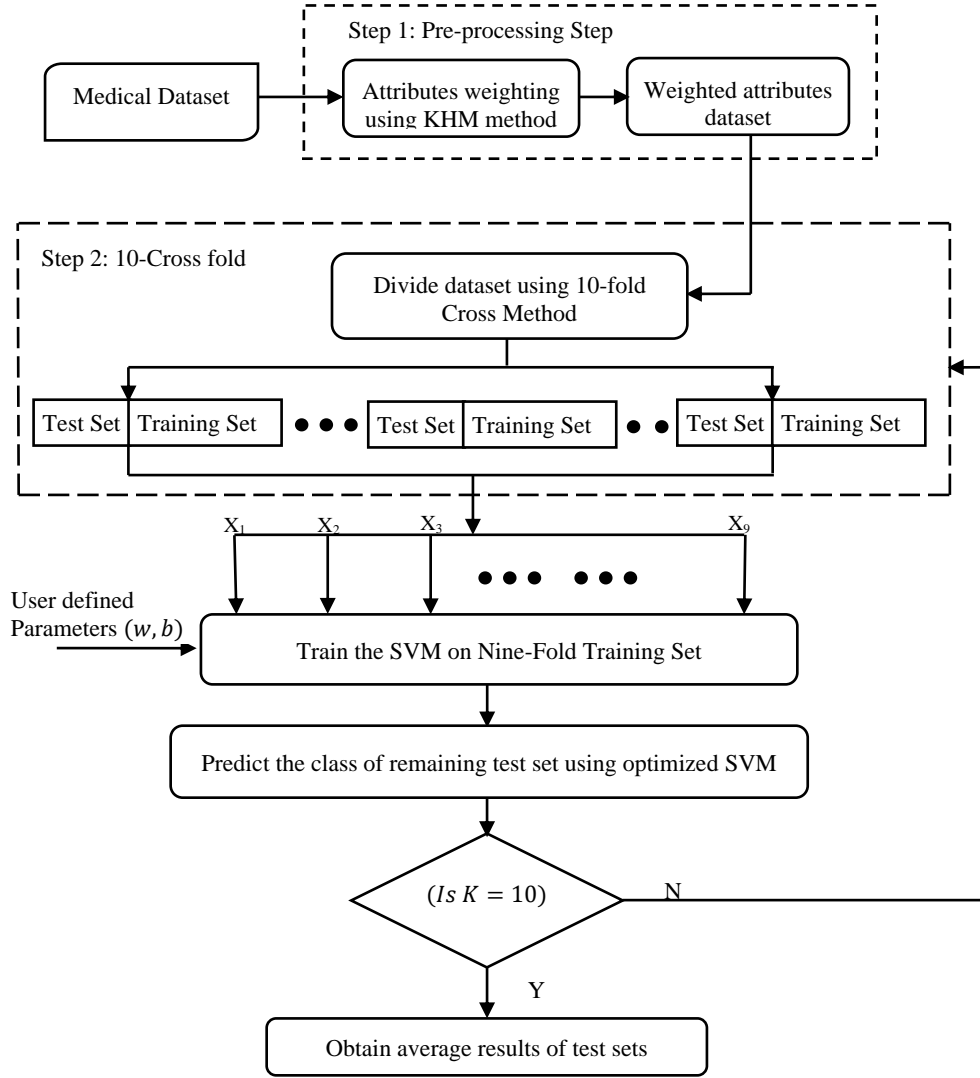 Step 1: Pre-processing Step
Medical Dataset
Attributes weighting
using KHM method
Weighted attributes
dataset
Step 2: 10-Cross fold
Divide dataset using 10-fold
Cross Method
Test Set Training Set Test Set Training Set Test Set Training Set
X₁ X₂ X₃ X₉
User defined
Parameters (w, b)
Train the SVM on Nine-Fold Training Set
Predict the class of remaining test set using optimized SVM
(Is K = 10)
N
Y
Obtain average results of test sets